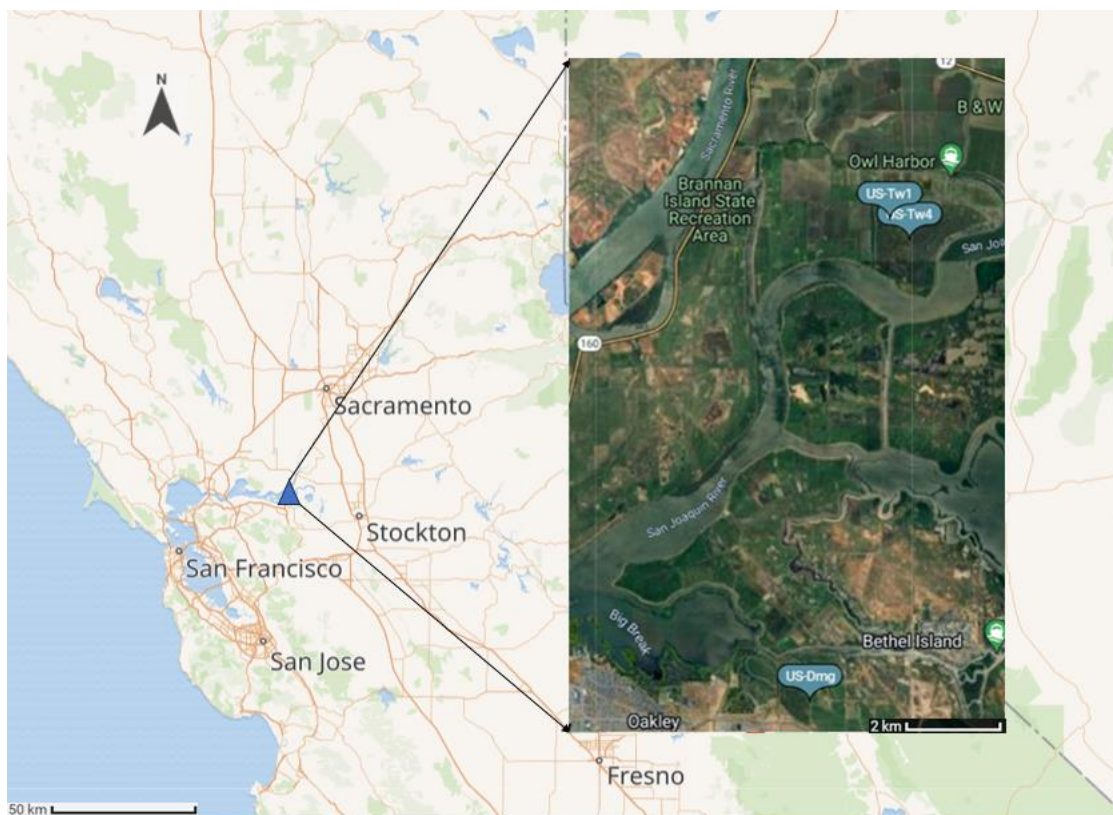 N
12
Sacramento River
B & W
Owl Harbor
US-Tw1
US-Tw4
Brannan
Island State
Recreation
Area
San Joa
160
Sacramento
San Joaquin River
Stockton
San Francisco
Big Break
Bethel Island
San Jose
US-Dmg
Oakley
2 km
Fresno
50 km